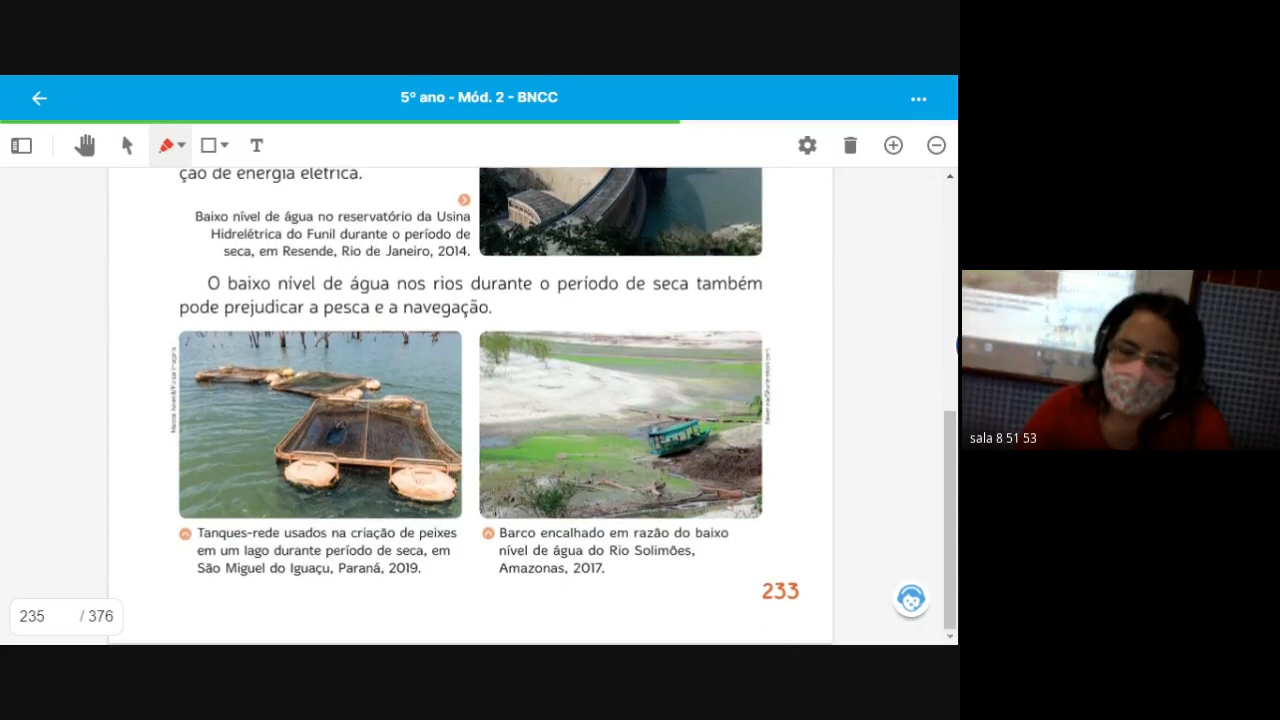 5º ano - Mód. 2 - BNCC
T
ção de energia elétrica.
Baixo nível de água no reservatório da Usina
Hidrelétrica do Funil durante o período de
seca, em Resende, Rio de Janeiro, 2014.
O baixo nível de água nos rios durante o período de seca também
pode prejudicar a pesca e a navegação.
Tanques-rede usados na criação de peixes
em um lago durante período de seca, em
São Miguel do Iguaçu, Paraná, 2019.
Barco encalhado em razão do baixo
nível de água do Rio Solimões,
Amazonas, 2017.
233
235 / 376
sala 8 51 53